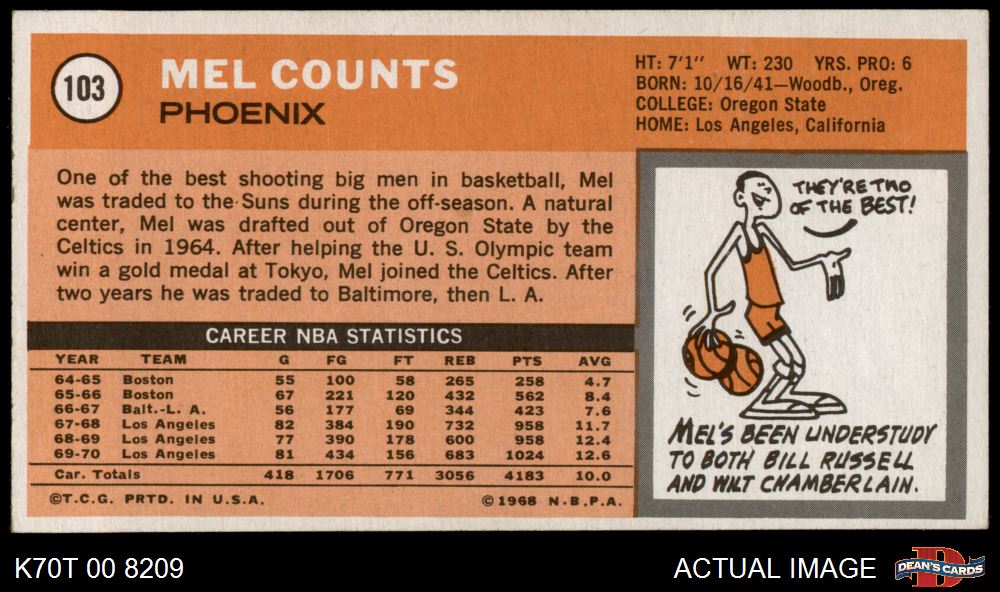 103
MEL COUNTS
PHOENIX
HT: 7'1" WT: 230 YRS. PRO: 6
BORN: 10/16/41—Woodb., Oreg.
COLLEGE: Oregon State
HOME: Los Angeles, California
One of the best shooting big men in basketball, Mel
was traded to the Suns during the off-season. A natural
center, Mel was drafted out of Oregon State by the
Celtics in 1964. After helping the U. S. Olympic team
win a gold medal at Tokyo, Mel joined the Celtics. After
two years he was traded to Baltimore, then L. A.
CAREER NBA STATISTICS
YEAR TEAM G FG FT REB PTS AVG
64-65 Boston 55 100 58 265 258 4.7
65-66 Boston 67 221 120 432 562 8.4
66-67 Balt.-L. A. 56 177 69 344 423 7.6
67-68 Los Angeles 82 384 190 732 958 11.7
68-69 Los Angeles 77 390 178 600 958 12.4
69-70 Los Angeles 81 434 156 683 1024 12.6
Car. Totals 418 1706 771 3056 4183 10.0
©T.C.G. PRTD. IN U.S.A. ©1968 N.B.P.A.
THEY'RE TWO
OF THE BEST!
MEL'S BEEN UNDERSTUDY
TO BOTH BILL RUSSELL
AND WILT CHAMBERLAIN.
K70T 00 8209
ACTUAL IMAGE
D
DEAN'S CARDS